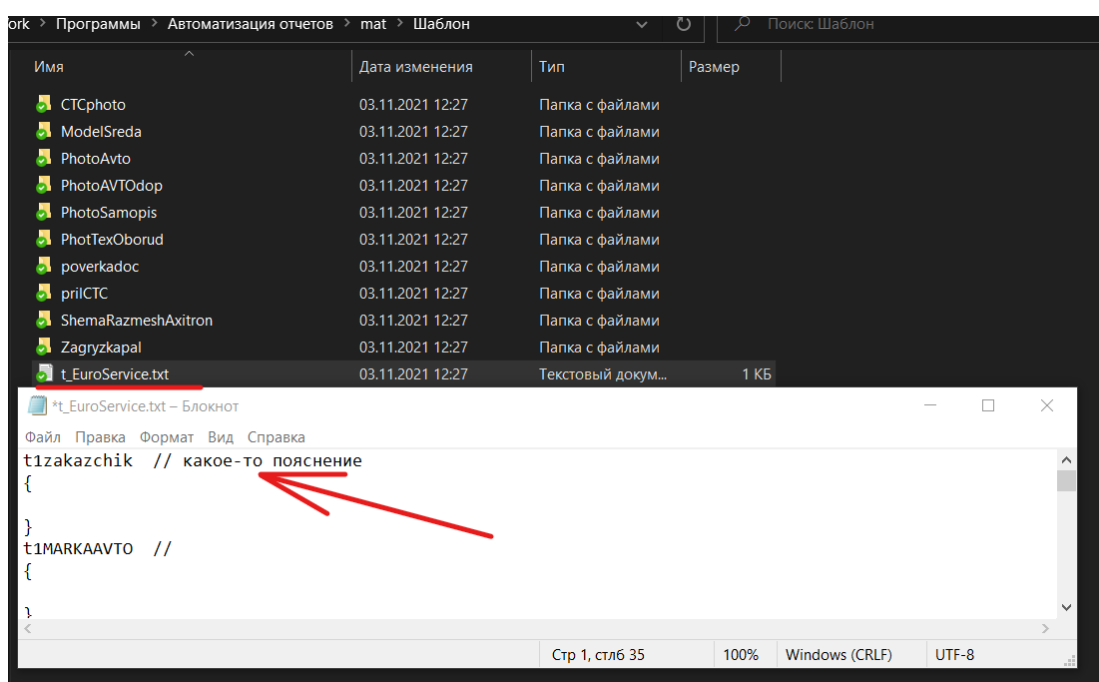 ork > Программы > Автоматизация отчетов > mat > Шаблон Поиск: Шаблон
Имя Дата изменения Тип Размер
CTCphoto 03.11.2021 12:27 Папка с файлами
ModelSreda 03.11.2021 12:27 Папка с файлами
PhotoAvto 03.11.2021 12:27 Папка с файлами
PhotoAVTOdop 03.11.2021 12:27 Папка с файлами
PhotoSamopis 03.11.2021 12:27 Папка с файлами
PhotTexOborud 03.11.2021 12:27 Папка с файлами
poverkadoc 03.11.2021 12:27 Папка с файлами
prilCTC 03.11.2021 12:27 Папка с файлами
ShemaRazmeshAxitron 03.11.2021 12:27 Папка с файлами
Zagryzkapal 03.11.2021 12:27 Папка с файлами
t_EuroService.txt 03.11.2021 12:27 Текстовый докум... 1 КБ
*t_EuroService.txt – Блокнот
Файл Правка Формат Вид Справка
t1zakazchik // какое-то пояснение
{
}
t1MARKAAVTO //
{
}
Стр 1, стлб 35 100% Windows (CRLF) UTF-8